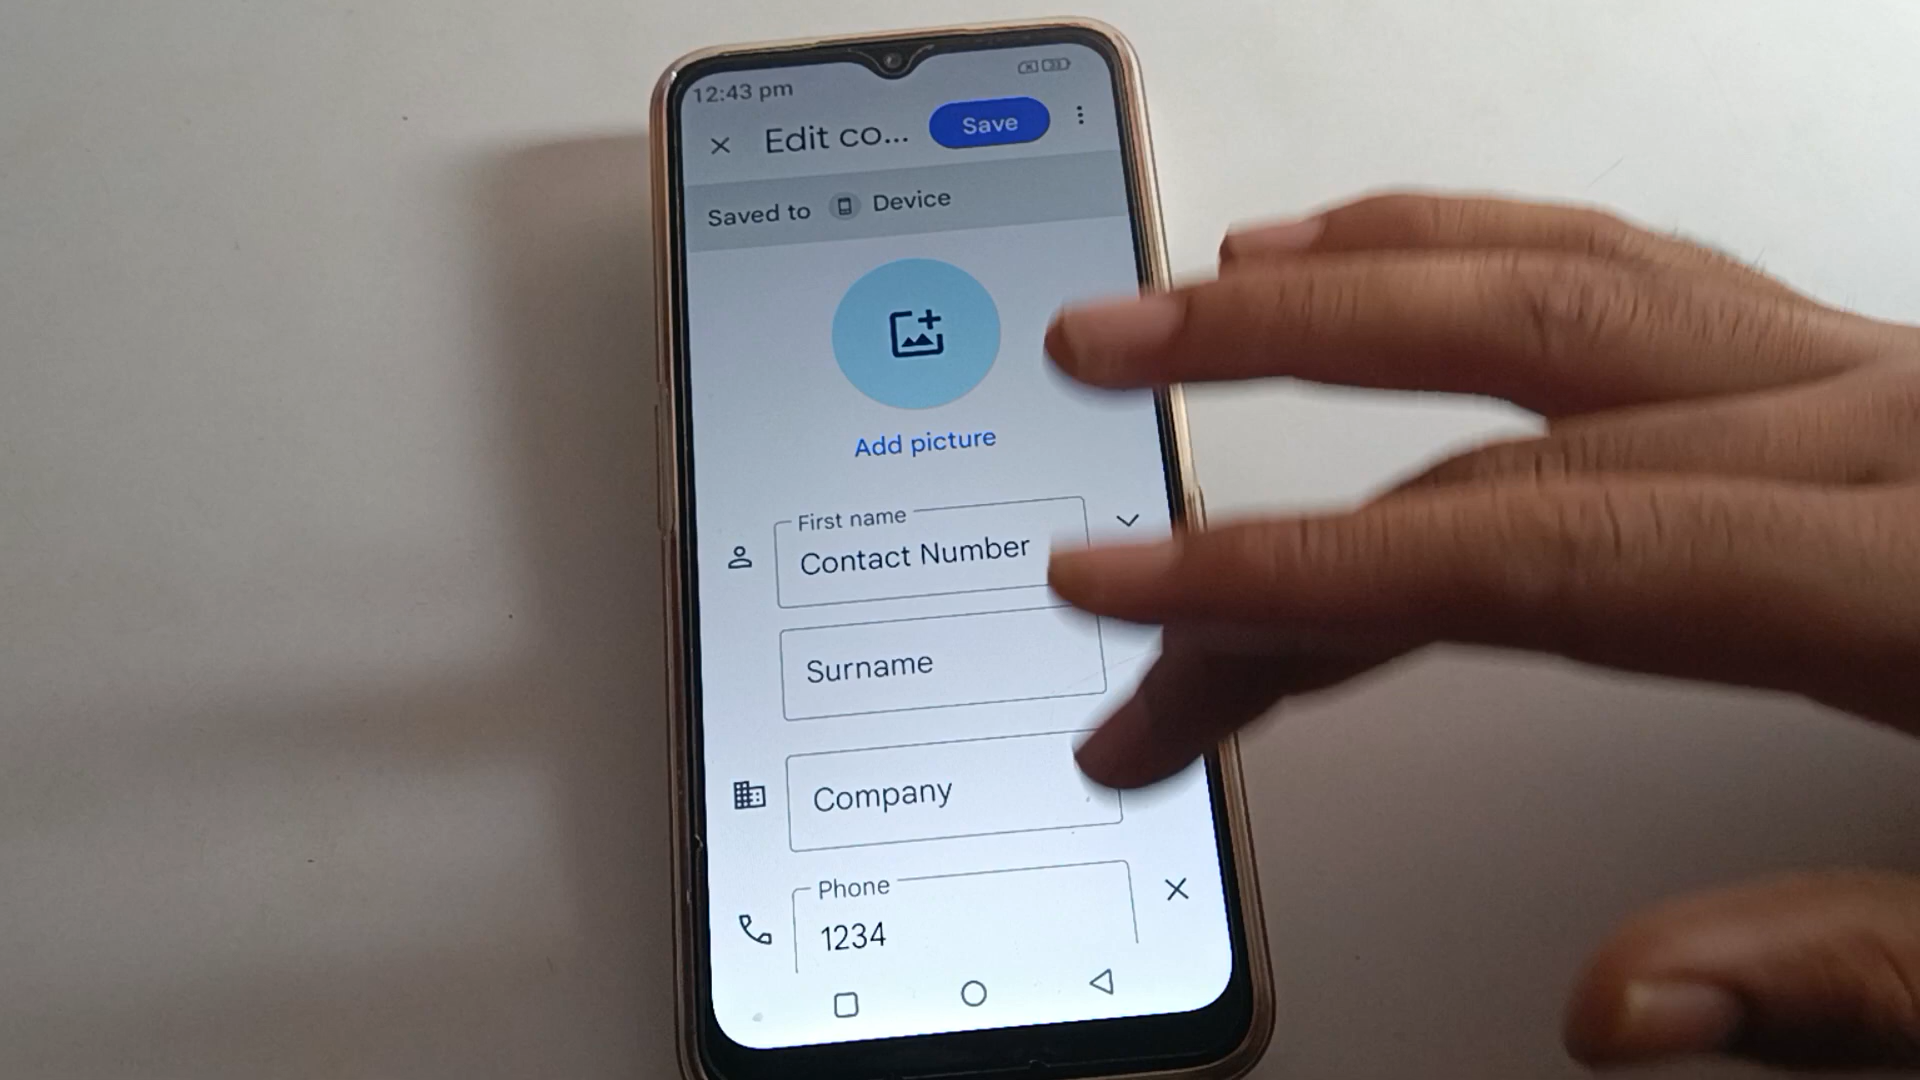 12:43 pm
Edit co...
Save
Saved to Device
Add picture
First name
Contact Number
Surname
Company
Phone
1234